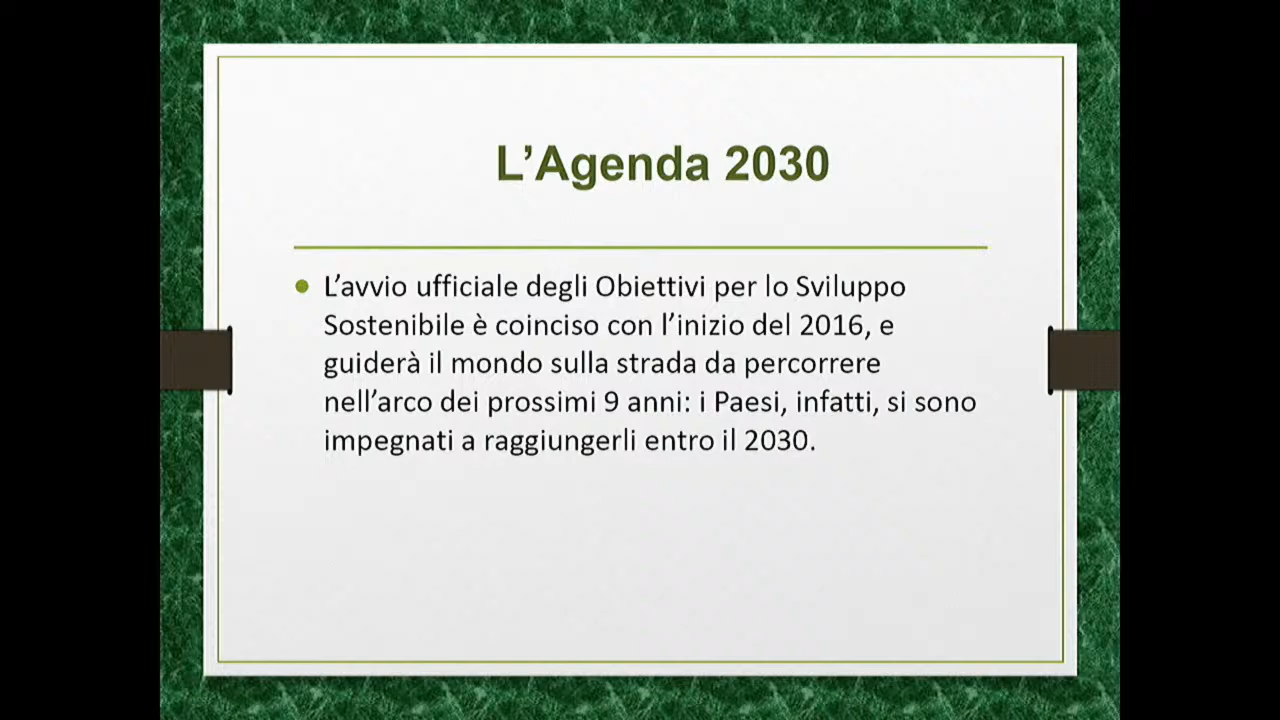 L’Agenda 2030
L’avvio ufficiale degli Obiettivi per lo Sviluppo
Sostenibile è coinciso con l’inizio del 2016, e
guiderà il mondo sulla strada da percorrere
nell’arco dei prossimi 9 anni: i Paesi, infatti, si sono
impegnati a raggiungerli entro il 2030.